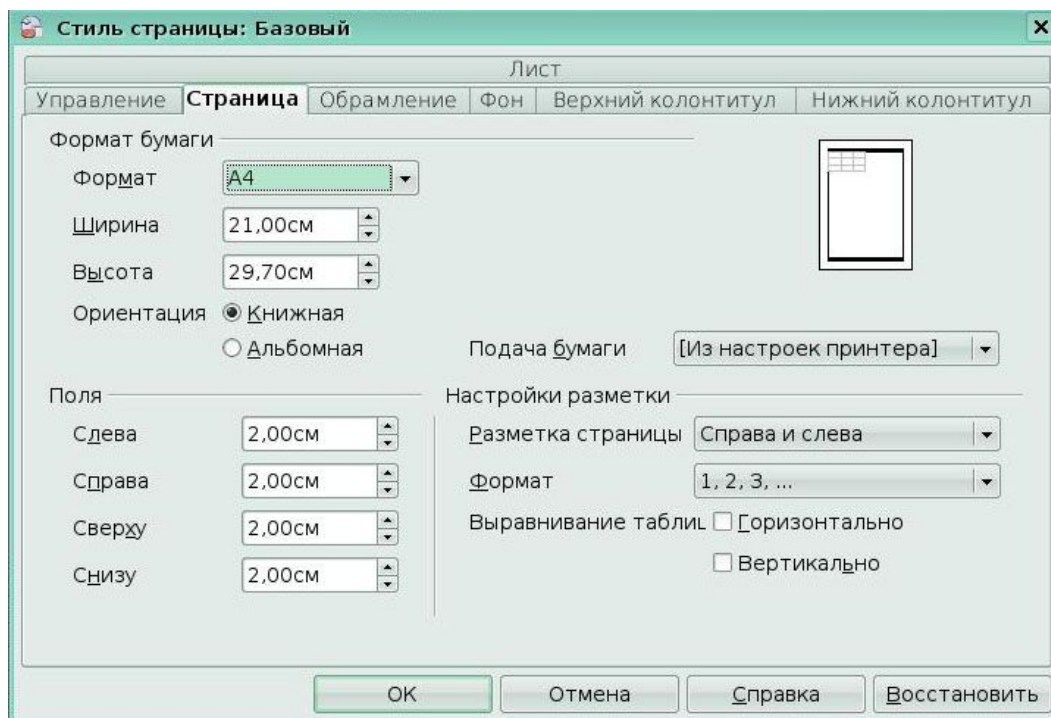 Стиль страницы: Базовый
Лист
Управление Страница Обрамление Фон Верхний колонтитул Нижний колонтитул
Формат бумаги
Формат A4
Ширина 21,00см
Высота 29,70см
Ориентация Книжная
Альбомная Подача бумаги [Из настроек принтера]
Поля Настройки разметки
Слева 2,00см Разметка страницы Справа и слева
Справа 2,00см Формат 1, 2, 3, ...
Сверху 2,00см Выравнивание таблиц Горизонтально
Снизу 2,00см Вертикально
OK Отмена Справка Восстановить